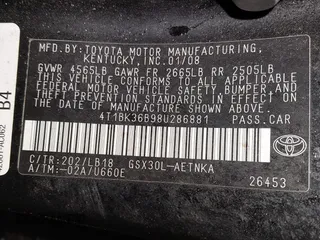 MFD.BY:TOYOTA MOTOR MANUFACTURING,
KENTUCKY,INC.01/08
GVWR 4565LB GAWR FR 2665LB RR 2505LB
THIS VEHICLE CONFORMS TO ALL APPLICABLE
FEDERAL MOTOR VEHICLE SAFETY, BUMPER,
AND THEFT PREVENTION STANDARDS IN EFFECT
ON THE DATE OF MANUFACTURE SHOWN ABOVE.
4T1BK36B98U286881 PASS.CAR
C/TR:202/LB18 GSX30L-AETNKA
A/TM:-02A/U660E
TOYOTA
26453
B4